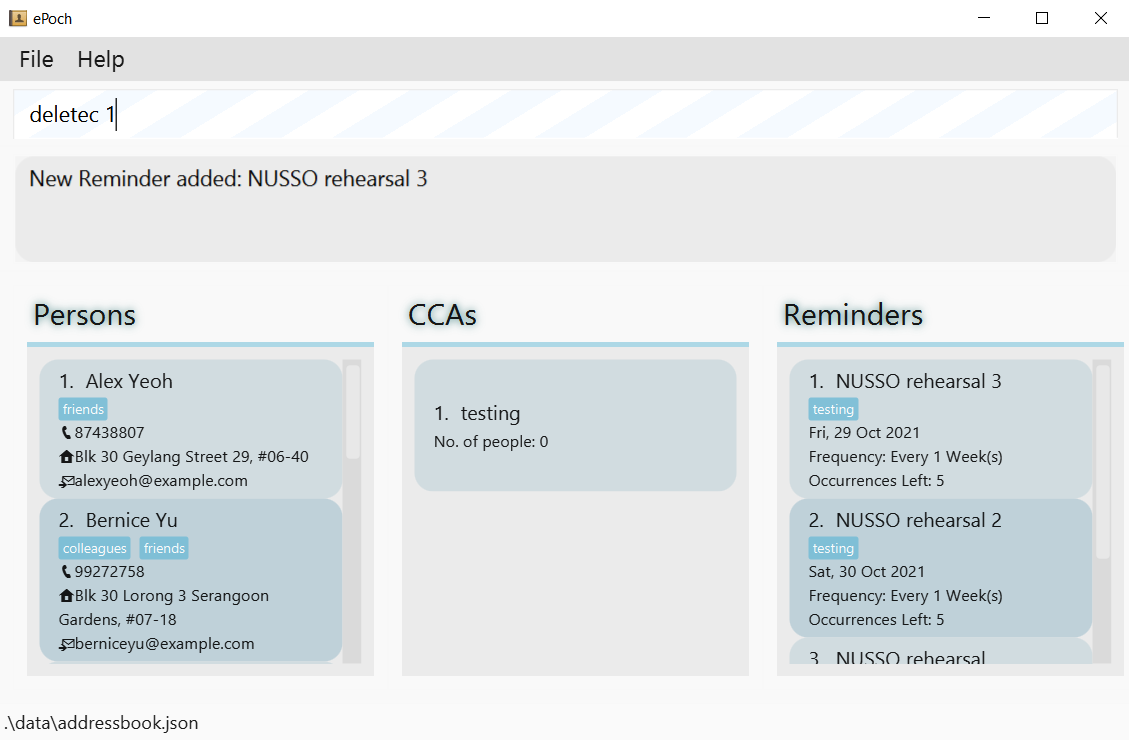 ePoch
File Help
deletec 1
New Reminder added: NUSSO rehearsal 3
Persons
1. Alex Yeoh
friends
87438807
Blk 30 Geylang Street 29, #06-40
alexyeoh@example.com
2. Bernice Yu
colleagues friends
99272758
Blk 30 Lorong 3 Serangoon
Gardens, #07-18
berniceyu@example.com
CCAs
1. testing
No. of people: 0
Reminders
1. NUSSO rehearsal 3
testing
Fri, 29 Oct 2021
Frequency: Every 1 Week(s)
Occurrences Left: 5
2. NUSSO rehearsal 2
testing
Sat, 30 Oct 2021
Frequency: Every 1 Week(s)
Occurrences Left: 5
3. NUSSO rehearsal
.\data\addressbook.json